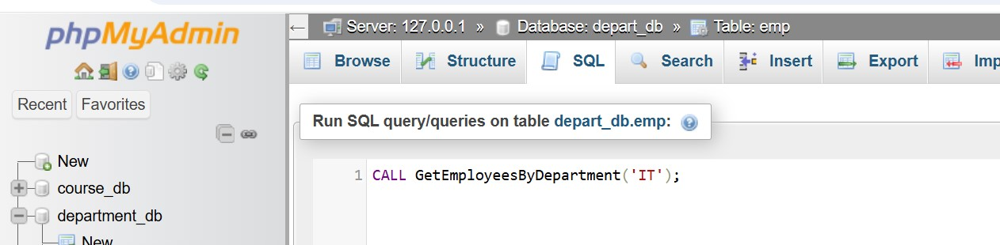 phpMyAdmin
Recent Favorites
New
course_db
department_db
New
Server: 127.0.0.1 » Database: depart_db » Table: emp
Browse Structure SQL Search Insert Export Imp
Run SQL query/queries on table depart_db.emp:
1 CALL GetEmployeesByDepartment('IT');